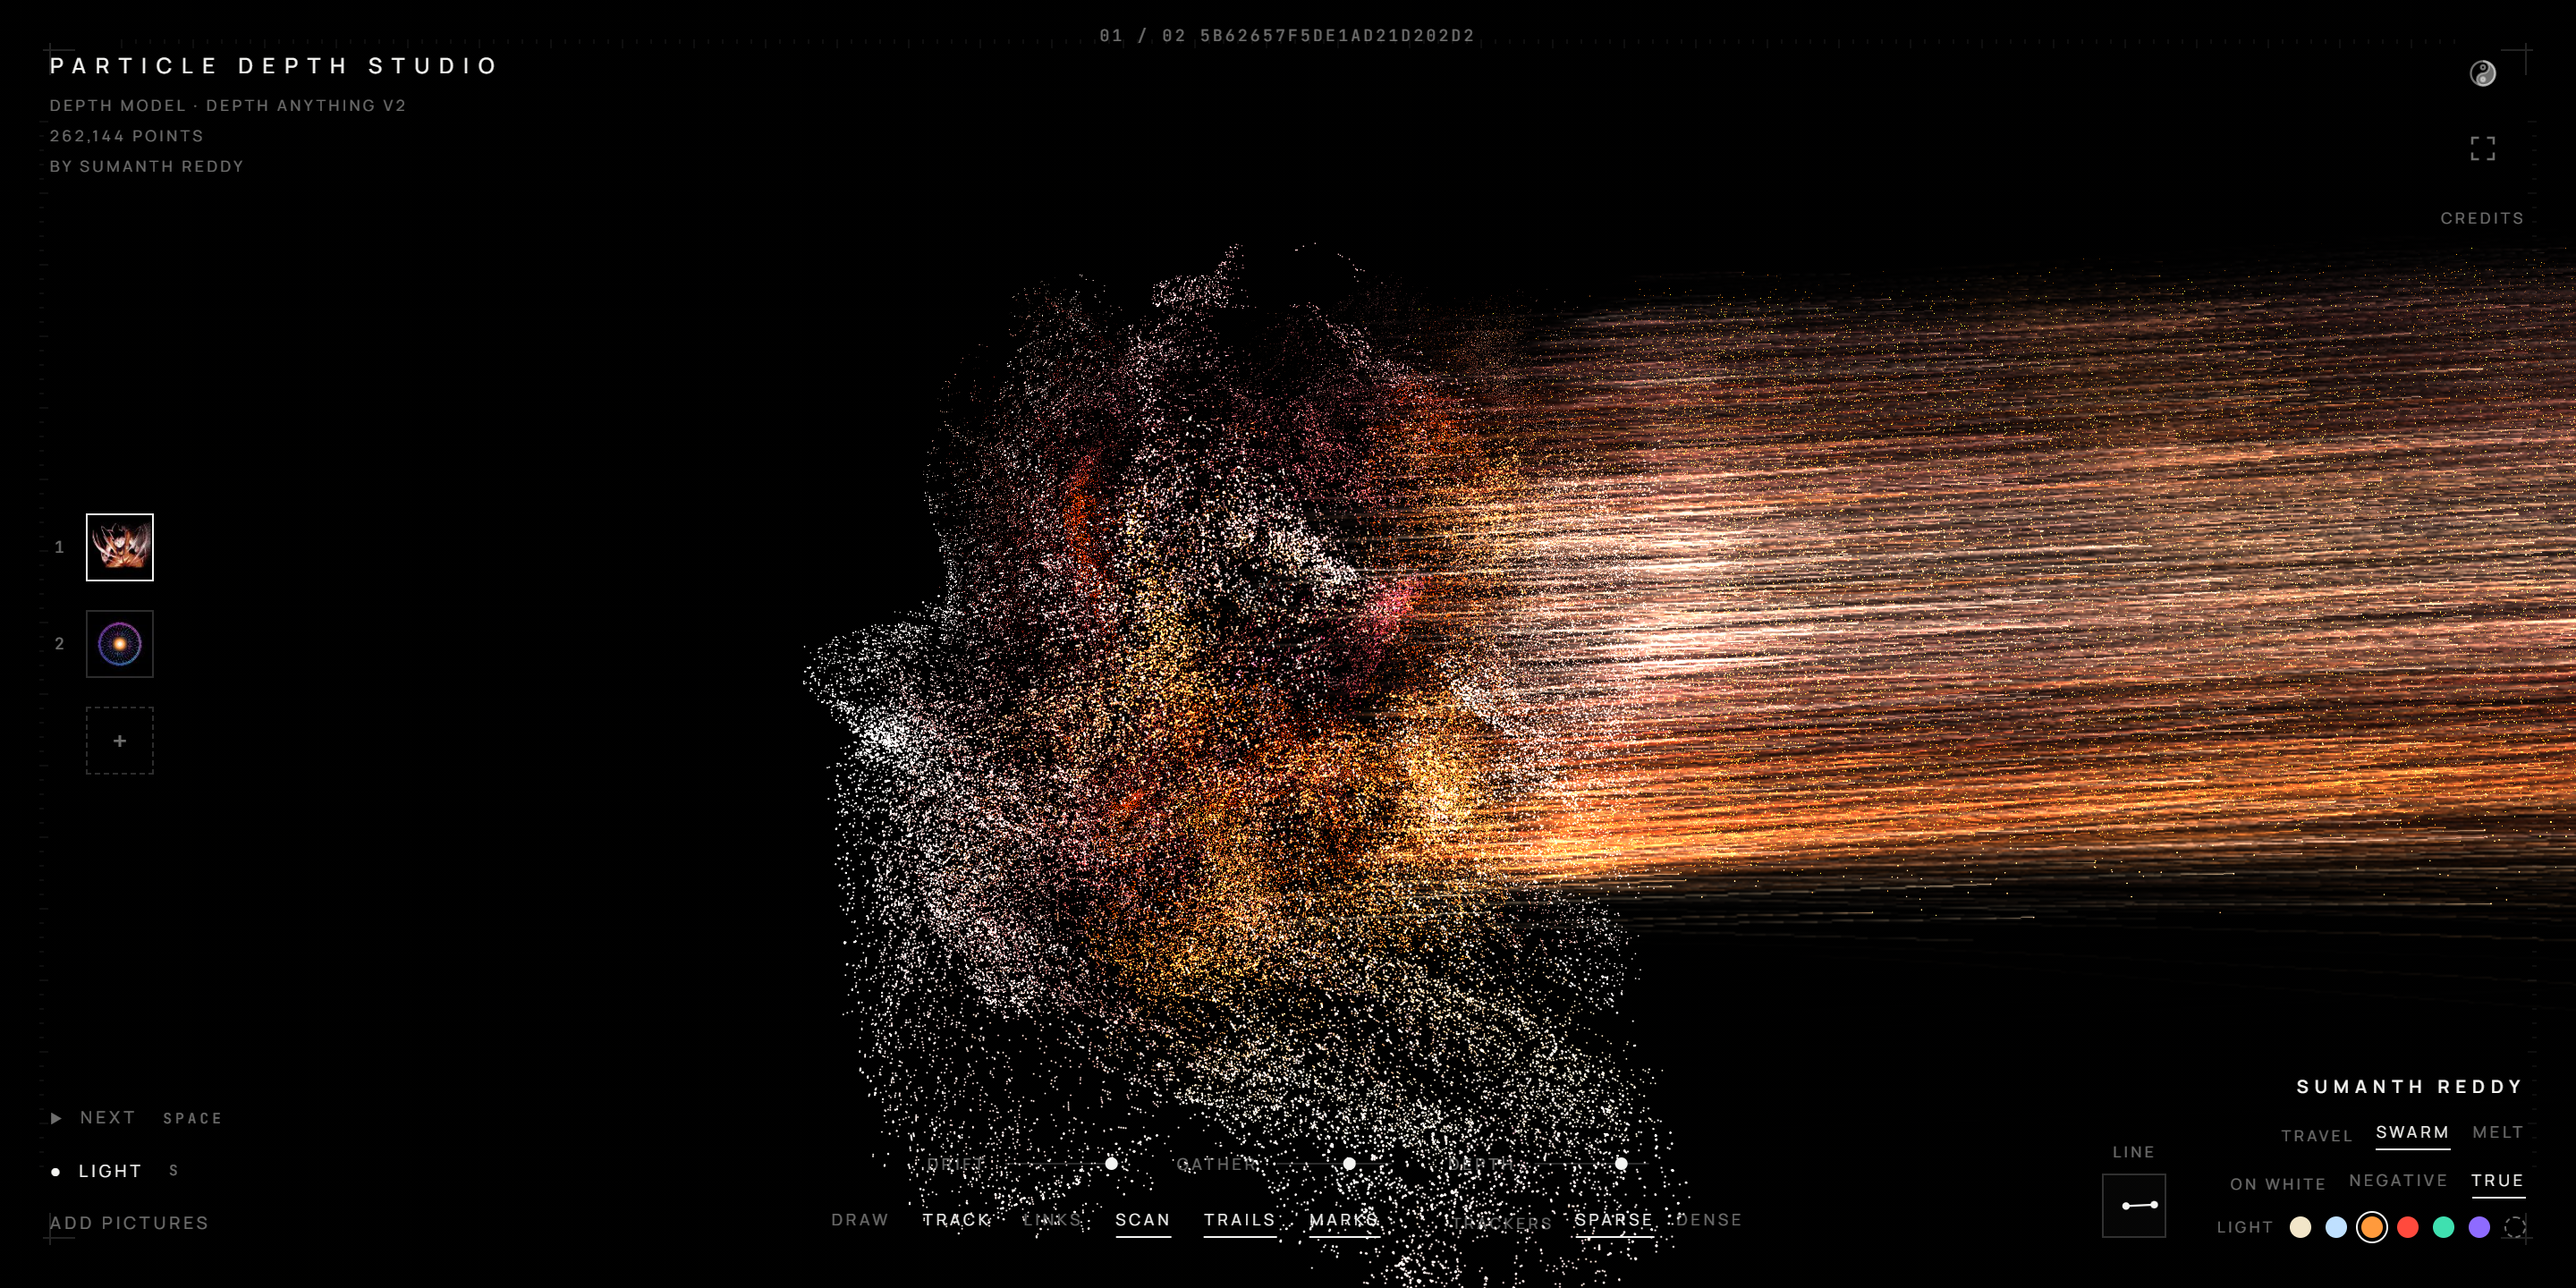 01 / 02 5B62657F5DE1AD21D202D2
PARTICLE DEPTH STUDIO
DEPTH MODEL · DEPTH ANYTHING V2
262,144 POINTS
BY SUMANTH REDDY
CREDITS
1
2
+
NEXT SPACE
LIGHT S
ADD PICTURES
DRIFT GATHER DEPTH
DRAW TRACK LINKS SCAN TRAILS MARKS TRACKERS SPARSE DENSE
LINE
SUMANTH REDDY
TRAVEL SWARM MELT
ON WHITE NEGATIVE TRUE
LIGHT